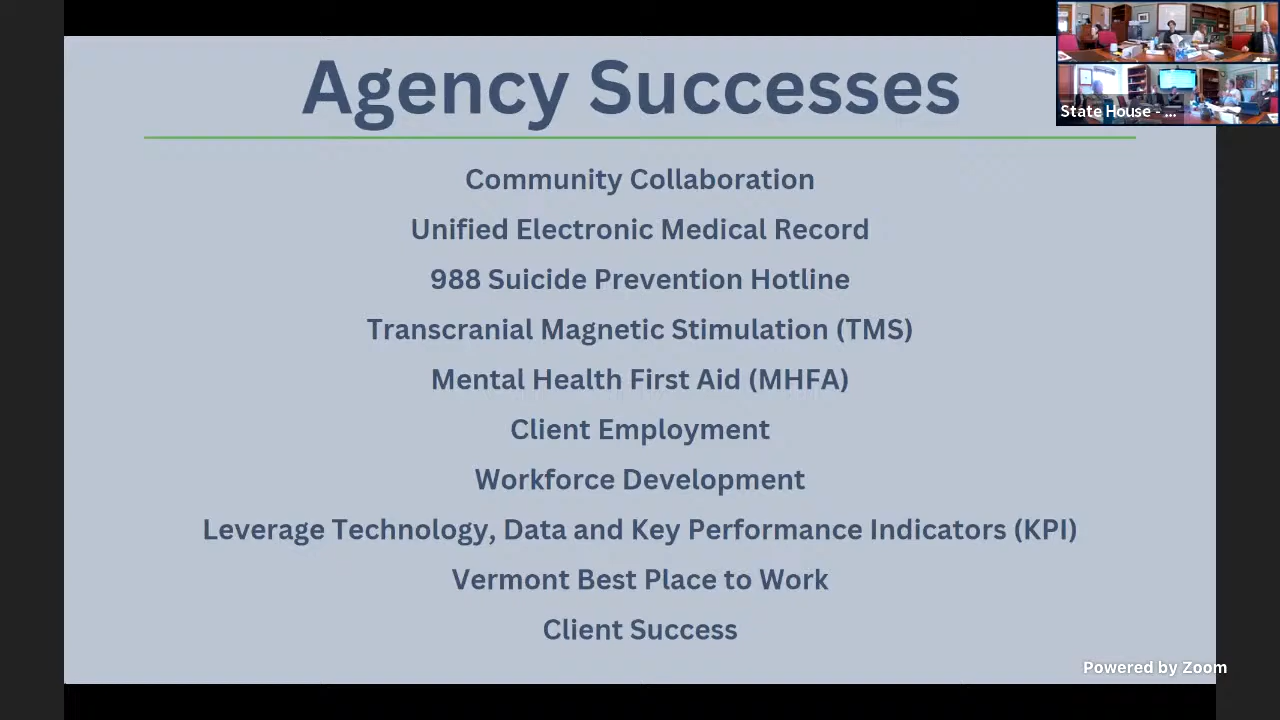 Agency Successes
State House - ...
Community Collaboration
Unified Electronic Medical Record
988 Suicide Prevention Hotline
Transcranial Magnetic Stimulation (TMS)
Mental Health First Aid (MHFA)
Client Employment
Workforce Development
Leverage Technology, Data and Key Performance Indicators (KPI)
Vermont Best Place to Work
Client Success
Powered by Zoom